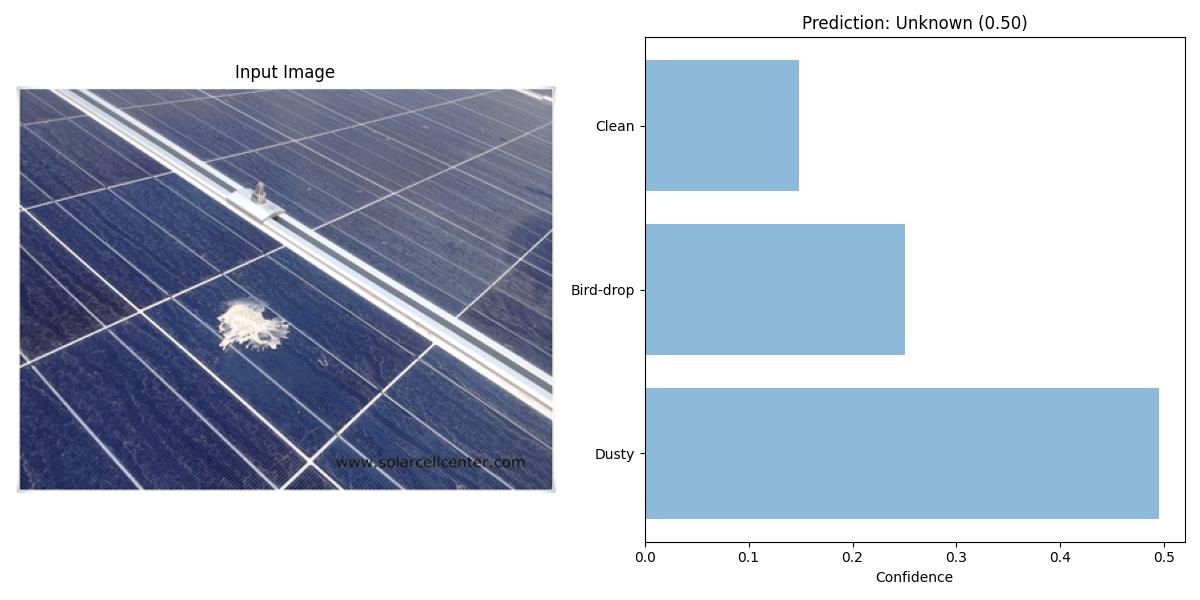 Input Image
www.solarcellcenter.com
Prediction: Unknown (0.50)
Clean
Bird-drop
Dusty
0.0 0.1 0.2 0.3 0.4 0.5
Confidence